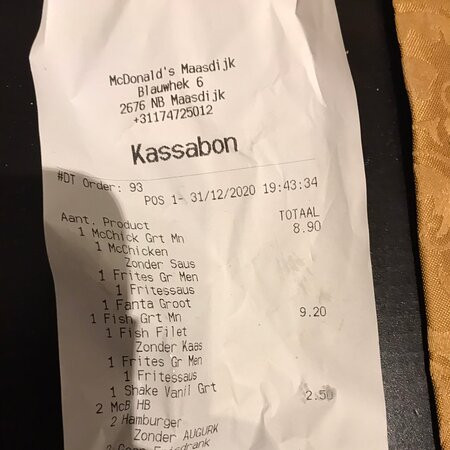 McDonald's Maasdijk
Blauwhek 6
2676 NB Maasdijk
+31174725012
Kassabon
#DT Order: 93
POS 1- 31/12/2020 19:43:34
Aant. Product TOTAAL
1 McChick Grt Mn 8.90
1 McChicken
Zonder Saus
1 Frites Gr Men
1 Fritessaus
1 Fanta Groot
1 Fish Grt Mn 9.20
1 Fish Filet
Zonder Kaas
1 Frites Gr Men
1 Fritessaus
1 Shake Vanil Grt
2 McB HB 2.50
2 Hamburger
Zonder AUGURK